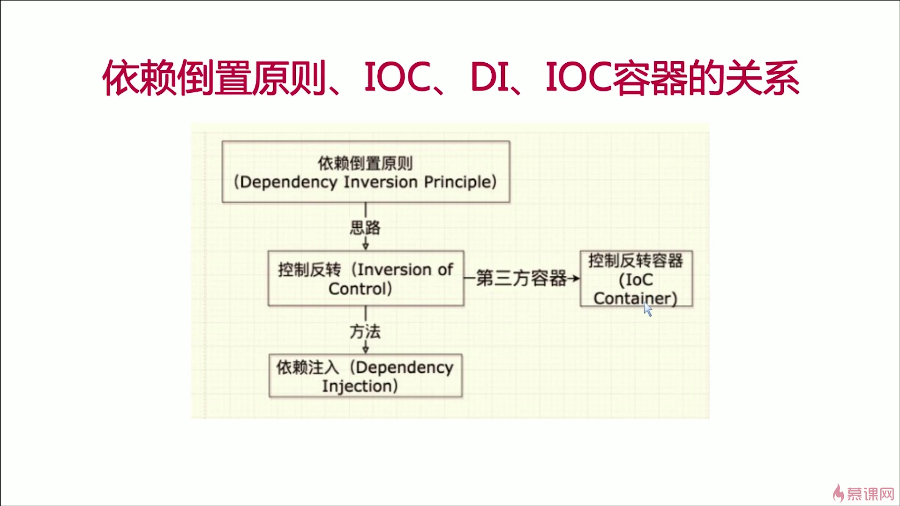 依赖倒置原则、IOC、DI、IOC容器的关系
依赖倒置原则
（Dependency Inversion Principle）
思路
控制反转（Inversion of
Control）
第三方容器
控制反转容器
(IoC
Container)
方法
依赖注入（Dependency
Injection）
慕课网